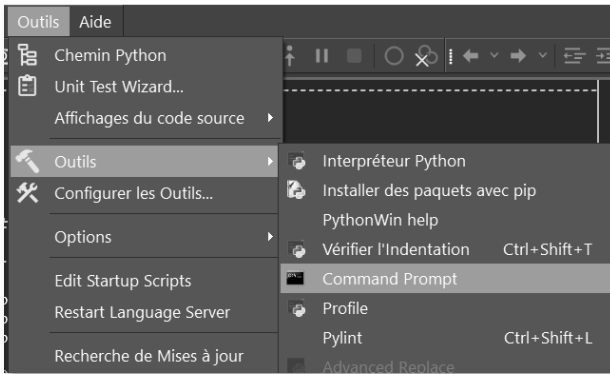 Outils Aide
Chemin Python
Unit Test Wizard...
Affichages du code source
Outils
Configurer les Outils...
Options
Edit Startup Scripts
Restart Language Server
Recherche de Mises à jour
Interpréteur Python
Installer des paquets avec pip
PythonWin help
Vérifier l'Indentation Ctrl+Shift+T
Command Prompt
Profile
Pylint Ctrl+Shift+L
Advanced Replace